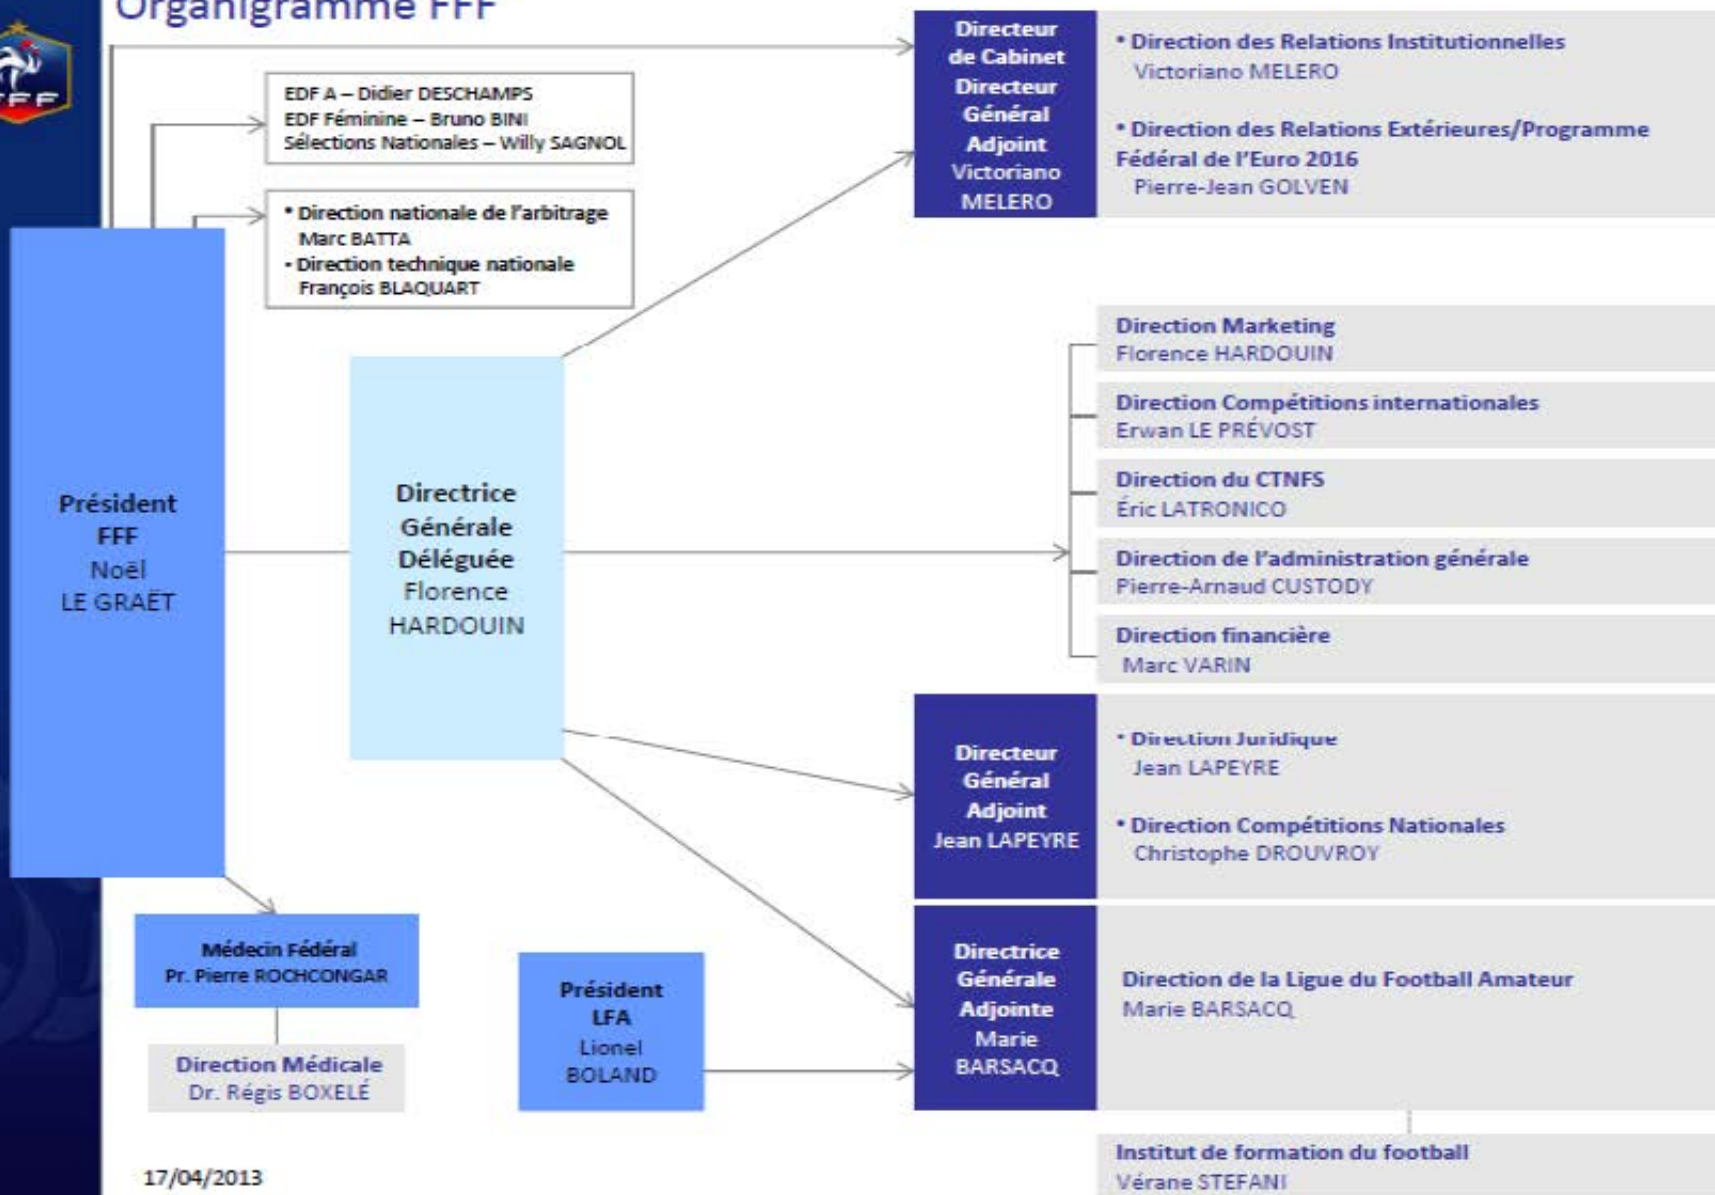 Organigramme FFF
FFF
EDF A – Didier DESCHAMPS
EDF Féminine – Bruno BINI
Sélections Nationales – Willy SAGNOL
• Direction nationale de l'arbitrage
Marc BATTA
• Direction technique nationale
François BLAQUART
Président
FFF
Noël
LE GRAËT
Directrice
Générale
Déléguée
Florence
HARDOUIN
Médecin Fédéral
Pr. Pierre ROCHCONGAR
Direction Médicale
Dr. Régis BOXELÉ
Président
LFA
Lionel
BOLAND
Directeur
de Cabinet
Directeur
Général
Adjoint
Victoriano
MELERO
• Direction des Relations Institutionnelles
Victoriano MELERO
• Direction des Relations Extérieures/Programme
Fédéral de l'Euro 2016
Pierre-Jean GOLVEN
Direction Marketing
Florence HARDOUIN
Direction Compétitions internationales
Erwan LE PRÉVOST
Direction du CTNFS
Éric LATRONICO
Direction de l'administration générale
Pierre-Arnaud CUSTODY
Direction financière
Marc VARIN
Directeur
Général
Adjoint
Jean LAPEYRE
• Direction Juridique
Jean LAPEYRE
• Direction Compétitions Nationales
Christophe DROUVROY
Directrice
Générale
Adjointe
Marie
BARSACQ
Direction de la Ligue du Football Amateur
Marie BARSACQ
Institut de formation du football
Vérane STEFANI
17/04/2013